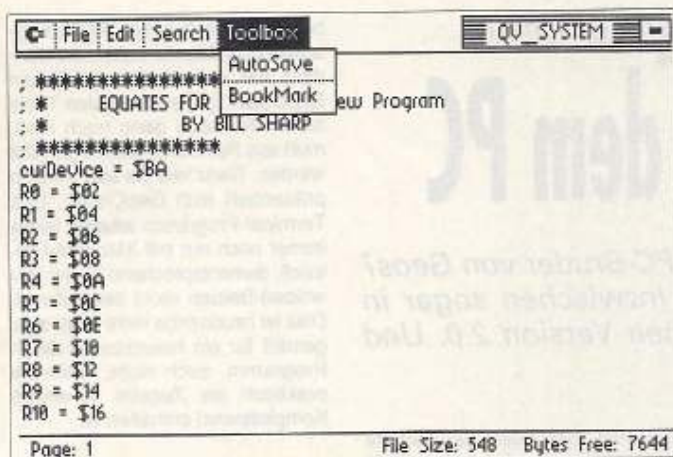 C= File Edit Search Toolbox QV_SYSTEM
AutoSave
BookMark
; ***************
; * EQUATES FOR ew Program
; * BY BILL SHARP
; ***************
curDevice = $BA
R0 = $02
R1 = $04
R2 = $06
R3 = $08
R4 = $0A
R5 = $0C
R6 = $0E
R7 = $10
R8 = $12
R9 = $14
R10 = $16
Page: 1 File Size: 548 Bytes Free: 7644